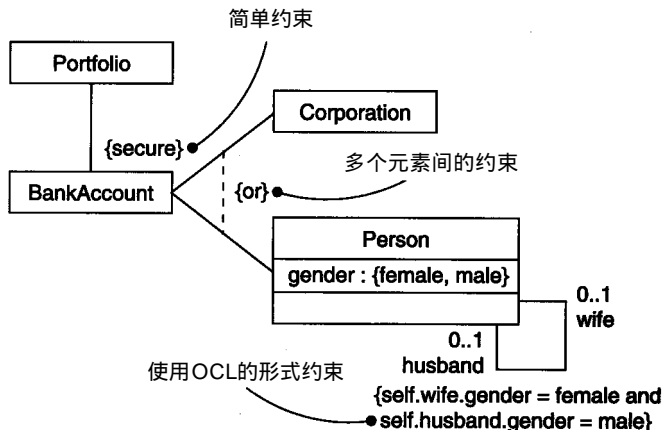 简单约束
Portfolio
Corporation
{secure}
多个元素间的约束
BankAccount
{or}
Person
gender : {female, male}
0..1
wife
0..1
husband
使用OCL的形式约束
{self.wife.gender = female and
self.husband.gender = male}